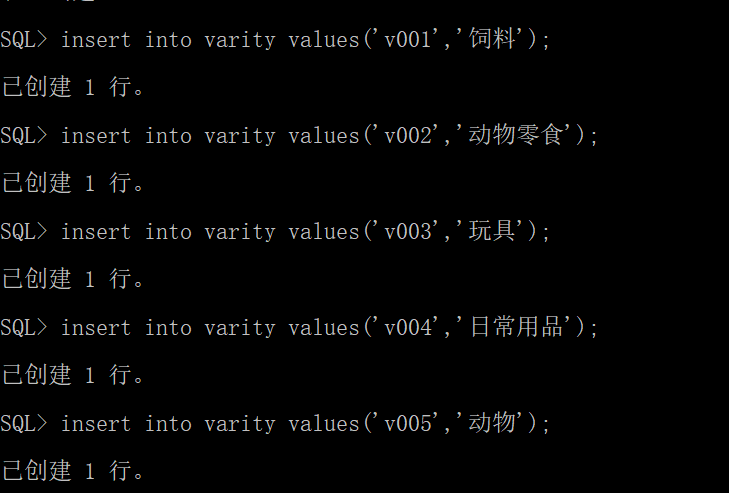 SQL> insert into varity values('v001','饲料');
已创建 1 行。
SQL> insert into varity values('v002','动物零食');
已创建 1 行。
SQL> insert into varity values('v003','玩具');
已创建 1 行。
SQL> insert into varity values('v004','日常用品');
已创建 1 行。
SQL> insert into varity values('v005','动物');
已创建 1 行。